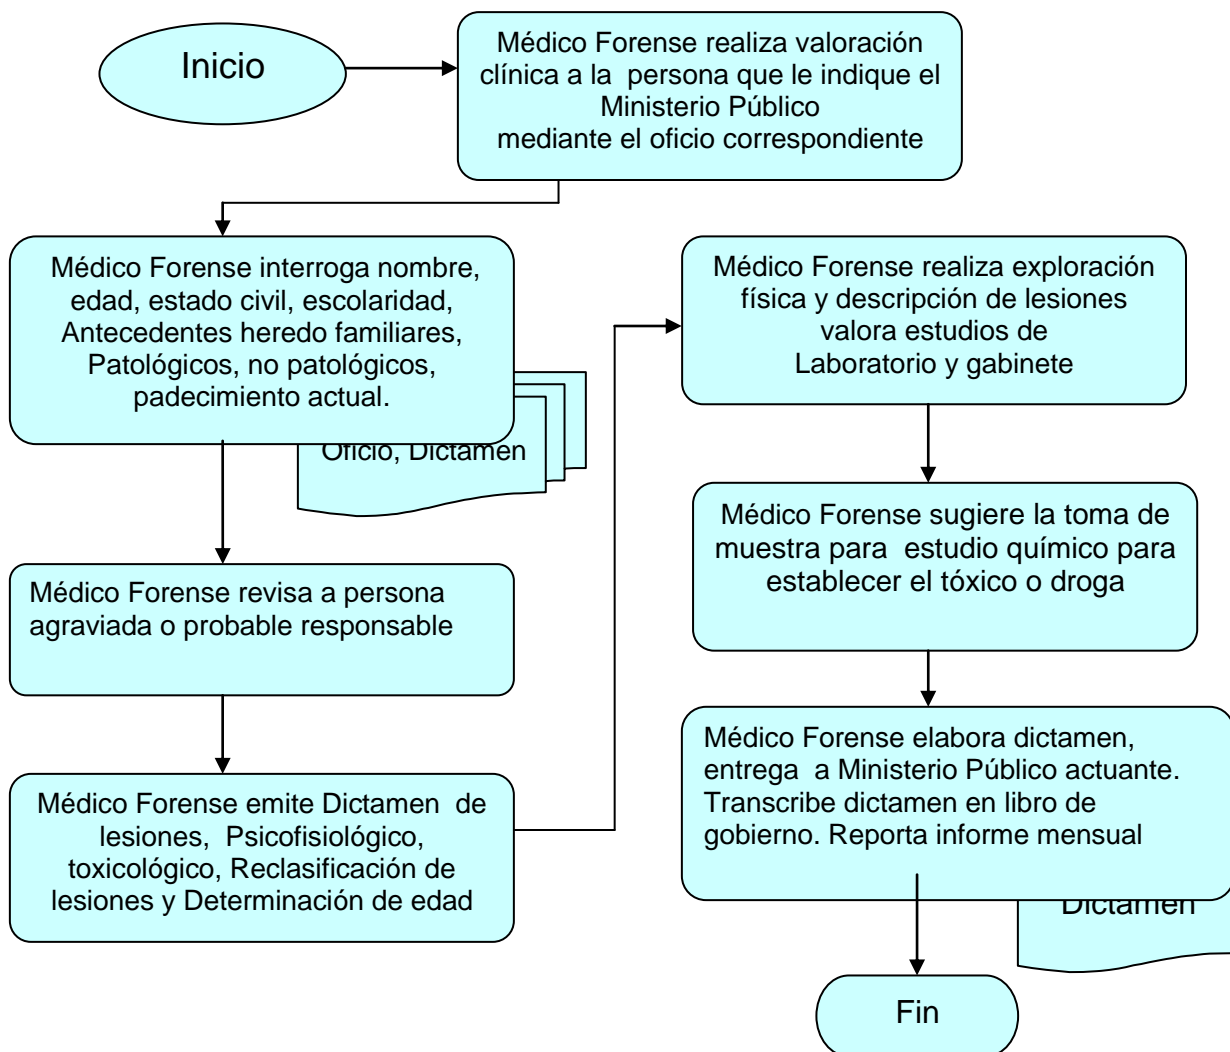 Inicio
Médico Forense realiza valoración
clínica a la persona que le indique el
Ministerio Público
mediante el oficio correspondiente
Médico Forense interroga nombre,
edad, estado civil, escolaridad,
Antecedentes heredo familiares,
Patológicos, no patológicos,
padecimiento actual.
Oficio, Dictamen
Médico Forense revisa a persona
agraviada o probable responsable
Médico Forense emite Dictamen de
lesiones, Psicofisiológico,
toxicológico, Reclasificación de
lesiones y Determinación de edad
Médico Forense realiza exploración
física y descripción de lesiones
valora estudios de
Laboratorio y gabinete
Médico Forense sugiere la toma de
muestra para estudio químico para
establecer el tóxico o droga
Médico Forense elabora dictamen,
entrega a Ministerio Público actuante.
Transcribe dictamen en libro de
gobierno. Reporta informe mensual
Dictamen
Fin